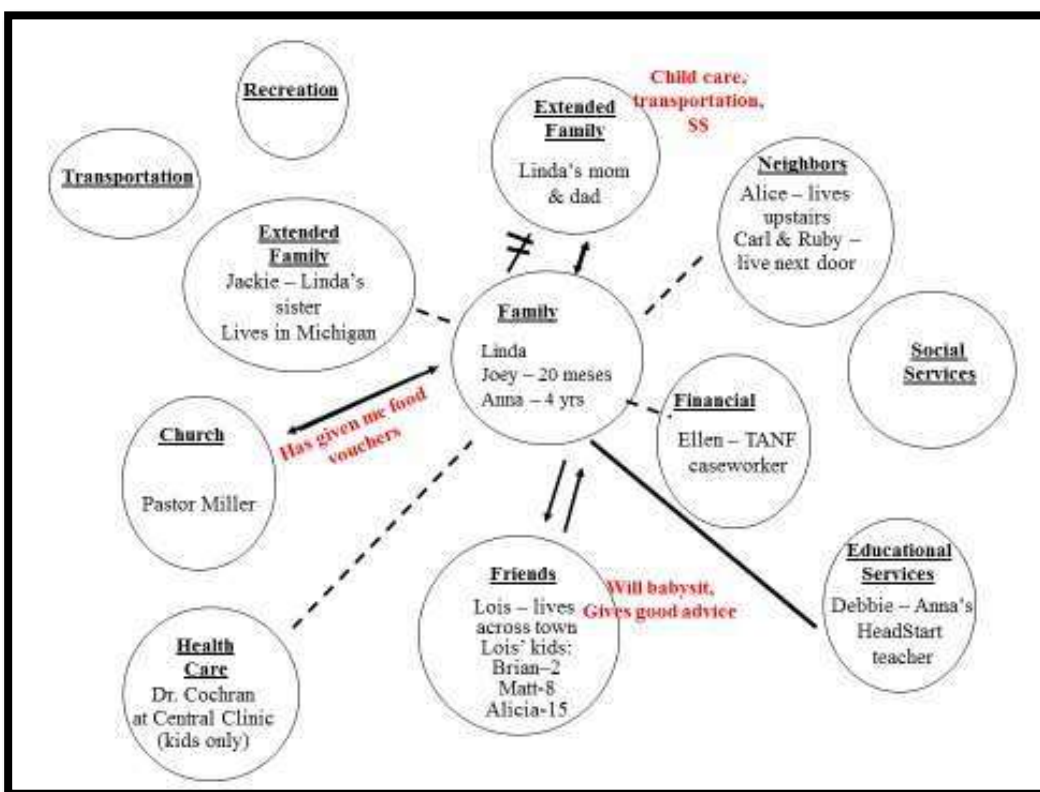 Recreation
Transportation
Extended
Family
Jackie – Linda's
sister
Lives in Michigan
Extended
Family
Linda's mom
& dad
Child care,
transportation,
SS
Neighbors
Alice – lives
upstairs
Carl & Ruby –
live next door
Social
Services
Family
Linda
Joey – 20 meses
Anna – 4 yrs
Financial
Ellen – TANF
caseworker
Church
Pastor Miller
Has given me food
vouchers
Health
Care
Dr. Cochran
at Central Clinic
(kids only)
Friends
Lois – lives
across town
Lois' kids:
Brian–2
Matt-8
Alicia-15
Will babysit,
Gives good advice
Educational
Services
Debbie – Anna's
HeadStart
teacher